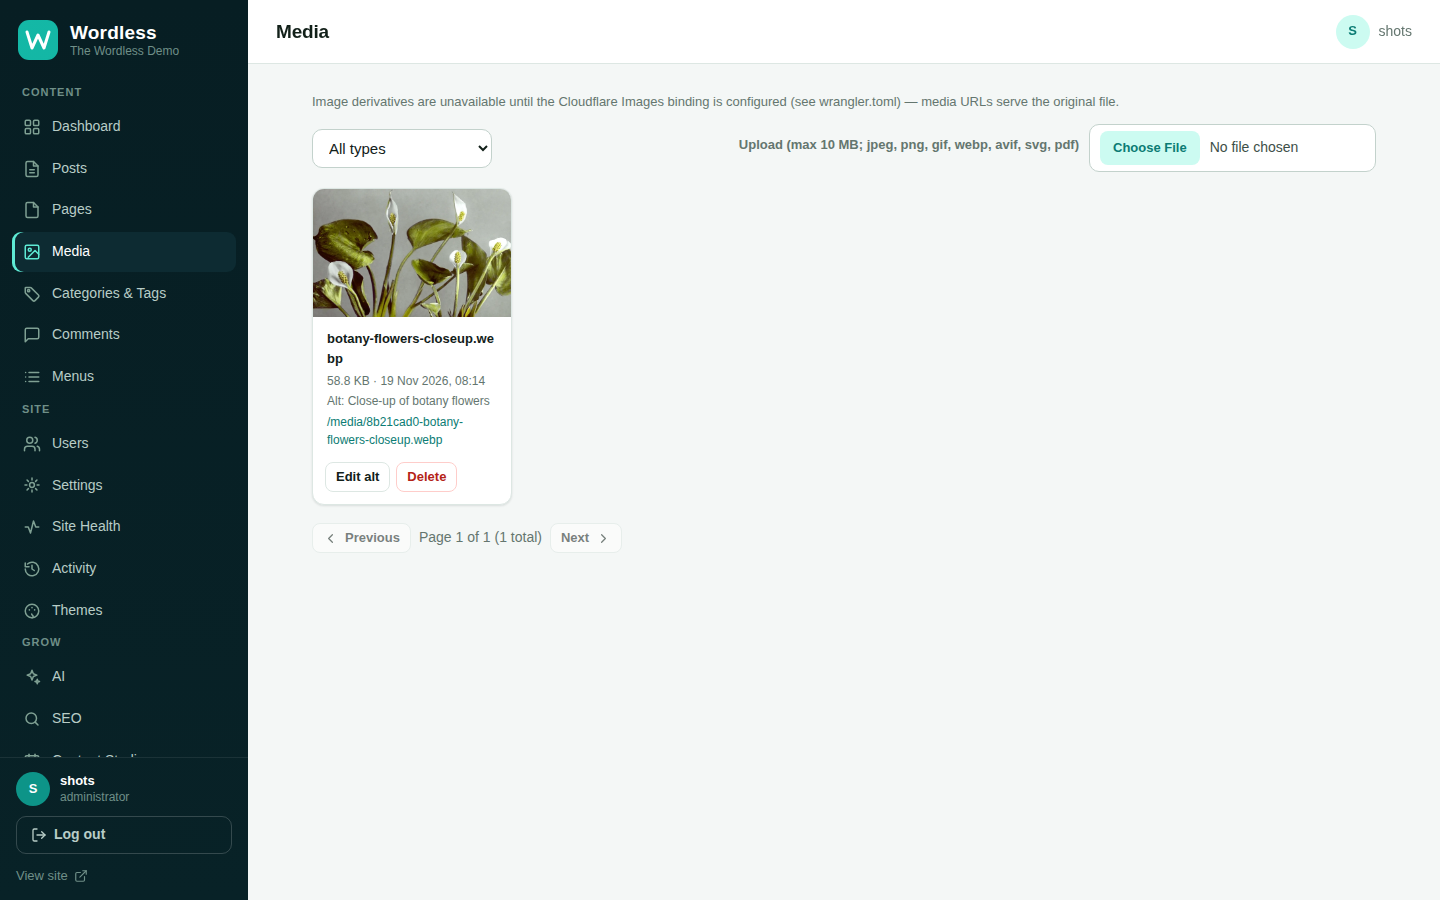 Wordless
The Wordless Demo
CONTENT
Dashboard
Posts
Pages
Media
Categories & Tags
Comments
Menus
SITE
Users
Settings
Site Health
Activity
Themes
GROW
AI
SEO
S
shots
administrator
Log out
View site
Media
S shots
Image derivatives are unavailable until the Cloudflare Images binding is configured (see wrangler.toml) — media URLs serve the original file.
All types
Upload (max 10 MB; jpeg, png, gif, webp, avif, svg, pdf) Choose File No file chosen
botany-flowers-closeup.we
bp
58.8 KB · 19 Nov 2026, 08:14
Alt: Close-up of botany flowers
/media/8b21cad0-botany-
flowers-closeup.webp
Edit alt Delete
Previous Page 1 of 1 (1 total) Next